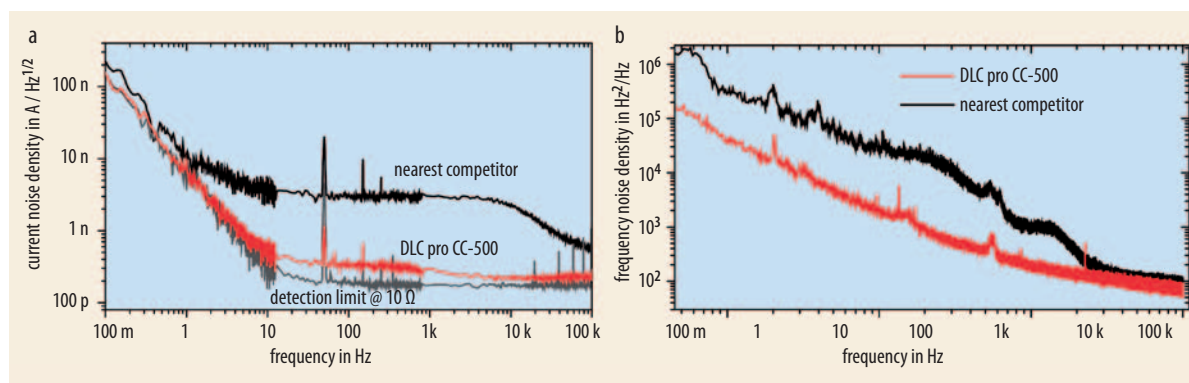 a
current noise density in A / Hz1/2
100 n
10 n
1 n
100 p
nearest competitor
DLC pro CC-500
detection limit @ 10 Ω
100 m 1 10 100 1k 10 k 100 k
frequency in Hz
b
frequency noise density in Hz2/Hz
106
105
104
103
102
DLC pro CC-500
nearest competitor
100 m 1 10 100 1 k 10 k 100 k
frequency in Hz